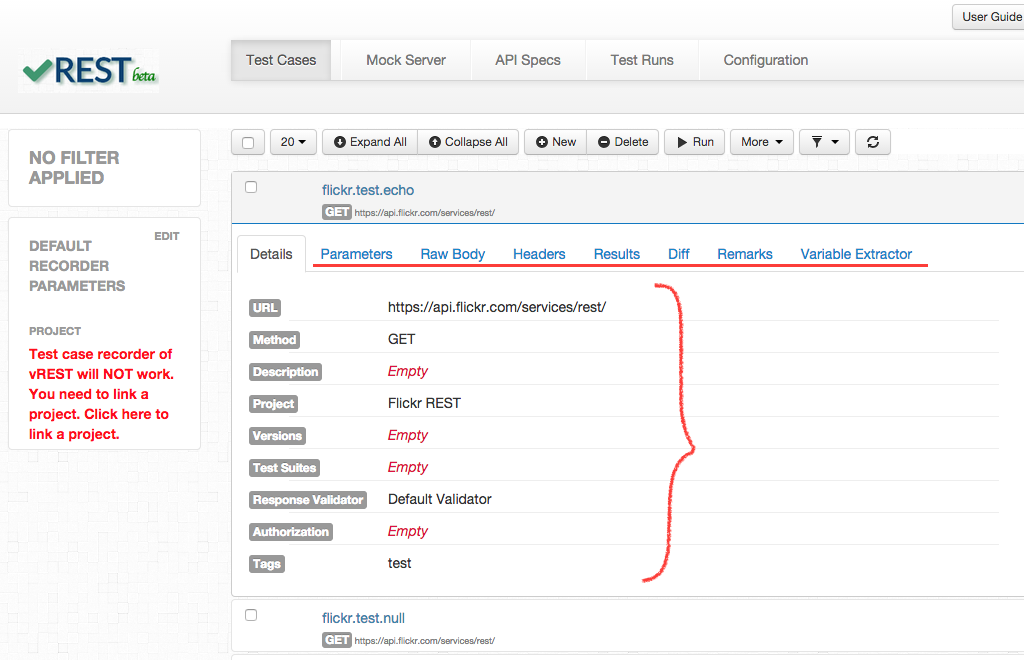 User Guide
vREST beta
Test Cases Mock Server API Specs Test Runs Configuration
NO FILTER
APPLIED
EDIT
DEFAULT
RECORDER
PARAMETERS
PROJECT
Test case recorder of
vREST will NOT work.
You need to link a
project. Click here to
link a project.
20 Expand All Collapse All New Delete Run More
flickr.test.echo
GET https://api.flickr.com/services/rest/
Details Parameters Raw Body Headers Results Diff Remarks Variable Extractor
URL https://api.flickr.com/services/rest/
Method GET
Description Empty
Project Flickr REST
Versions Empty
Test Suites Empty
Response Validator Default Validator
Authorization Empty
Tags test
flickr.test.null
GET https://api.flickr.com/services/rest/